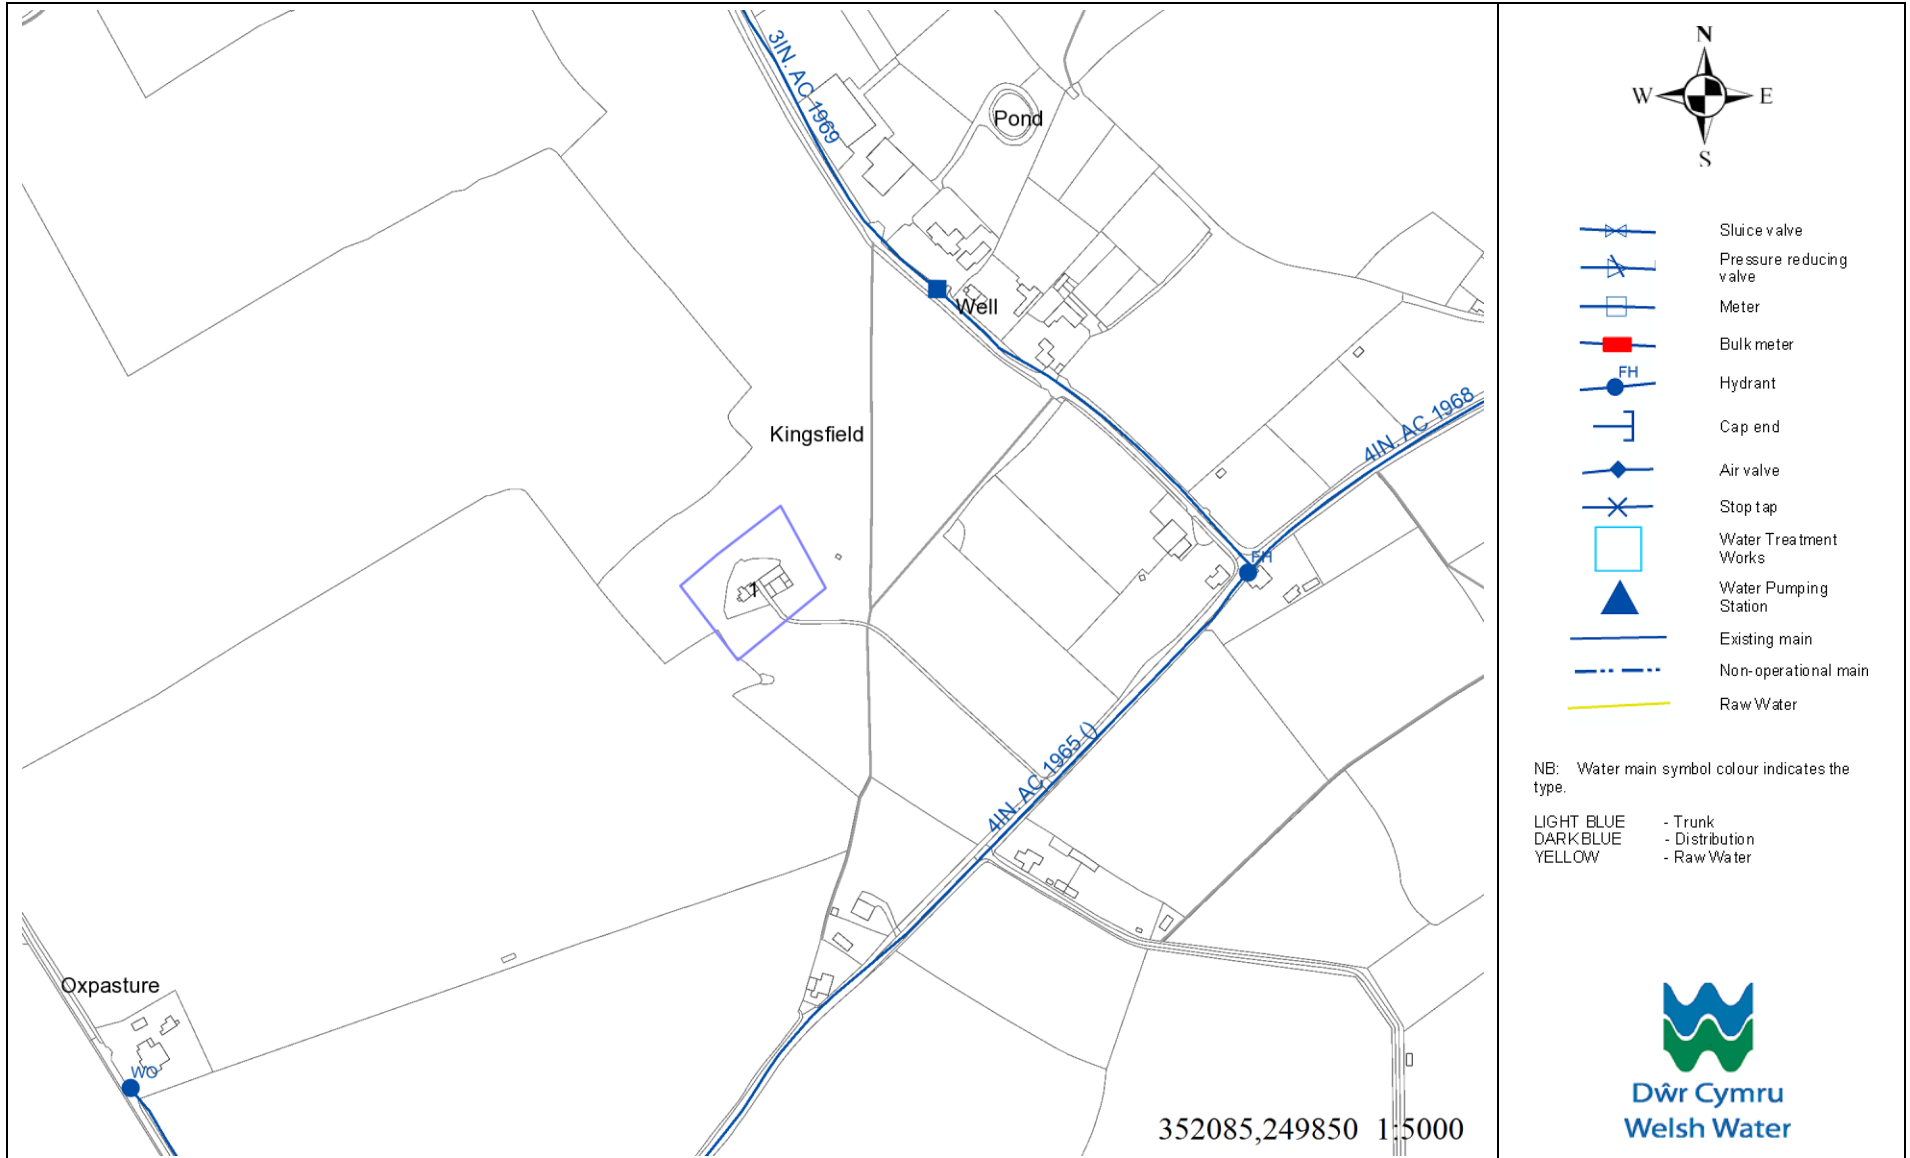 3IN. AC 1969
Pond
Well
Kingsfield
4IN. AC 1968
FH
1
4IN. AC 1965 ()
Oxpasture
WO
352085,249850 1:5000
N
W E
S
Sluice valve
Pressure reducing
valve
Meter
Bulk meter
FH
Hydrant
Cap end
Air valve
Stop tap
Water Treatment
Works
Water Pumping
Station
Existing main
Non-operational main
Raw Water
NB: Water main symbol colour indicates the
type.
LIGHT BLUE - Trunk
DARK BLUE - Distribution
YELLOW - Raw Water
Dŵr Cymru
Welsh Water